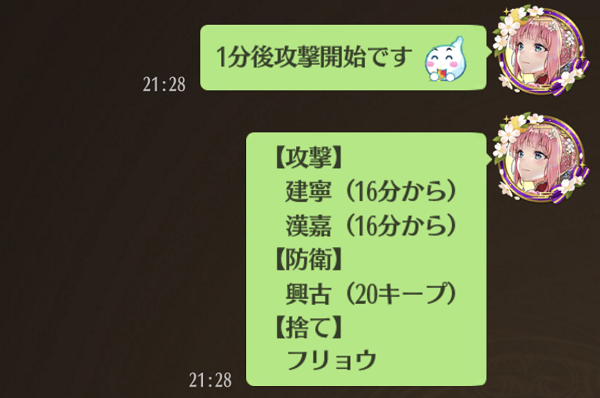 1分後攻撃開始です
21:28
【攻撃】
建寧（16分から）
漢嘉（16分から）
【防衛】
興古（20キープ）
【捨て】
フリョウ
21:28